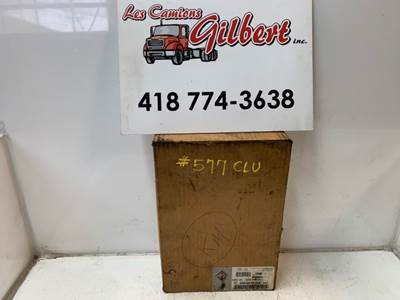 Les Camions
Gilbert inc.
418 774-3638
#577 CLU